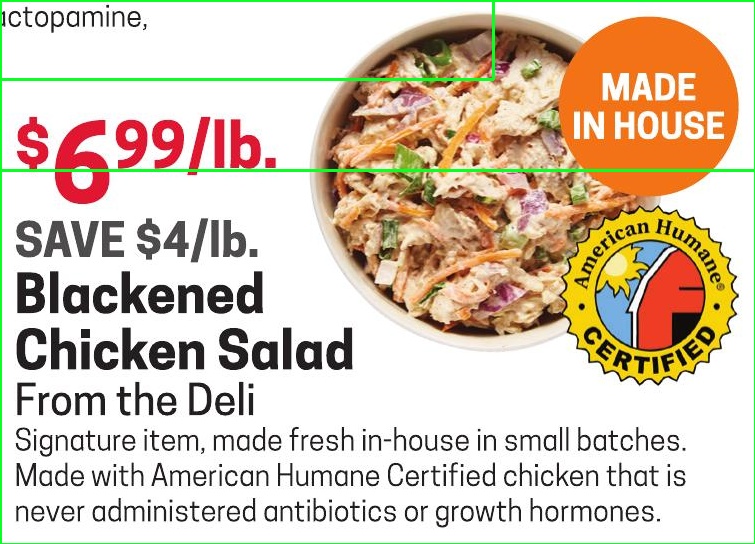 MADE
IN HOUSE
$6.99/lb.
SAVE $4/lb.
American Humane®
CERTIFIED
Blackened
Chicken Salad
From the Deli
Signature item, made fresh in-house in small batches.
Made with American Humane Certified chicken that is
never administered antibiotics or growth hormones.